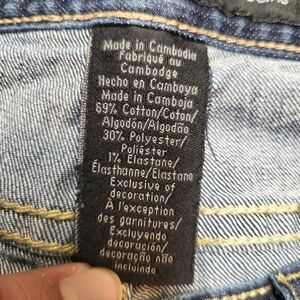 Made in Cambodia
Fabriqué au
Cambodge
Hecho en Camboya
Made in Camboja
69% Cotton/Coton/
Algodón/Algodão
30% Polyester/
Poliéster
1% Elastane/
Élasthanne/Elastano
Exclusive of
decoration/
À l'exception
des garnitures/
Excluyendo
decoración/
decoração não
incluindo